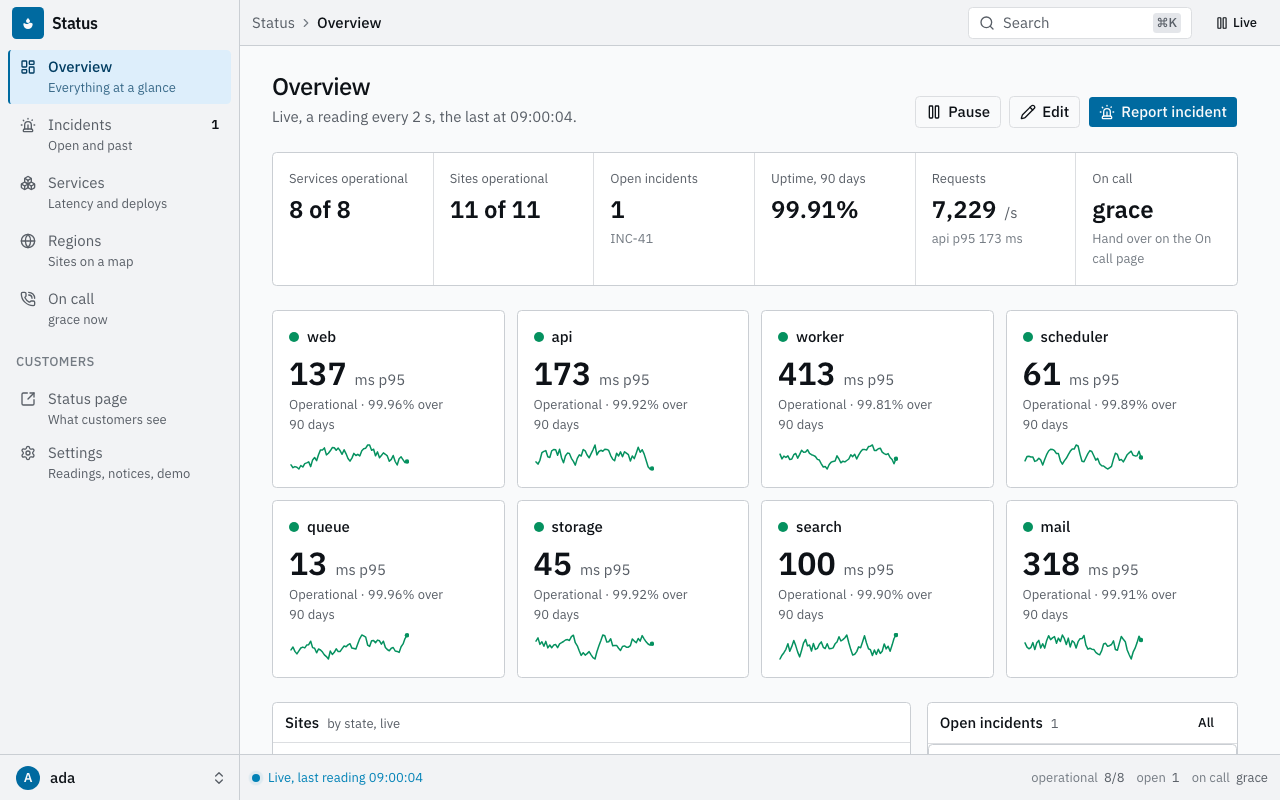 Status
Overview
Everything at a glance
Incidents 1
Open and past
Services
Latency and deploys
Regions
Sites on a map
On call
grace now
CUSTOMERS
Status page
What customers see
Settings
Readings, notices, demo
A ada
Status > Overview
Search ⌘K
Live
Overview
Live, a reading every 2 s, the last at 09:00:04.
Pause
Edit
Report incident
Services operational
8 of 8
Sites operational
11 of 11
Open incidents
1
INC-41
Uptime, 90 days
99.91%
Requests
7,229 /s
api p95 173 ms
On call
grace
Hand over on the On
call page
web
137 ms p95
Operational · 99.96% over
90 days
api
173 ms p95
Operational · 99.92% over
90 days
worker
413 ms p95
Operational · 99.81% over
90 days
scheduler
61 ms p95
Operational · 99.89% over
90 days
queue
13 ms p95
Operational · 99.96% over
90 days
storage
45 ms p95
Operational · 99.92% over
90 days
search
100 ms p95
Operational · 99.90% over
90 days
mail
318 ms p95
Operational · 99.91% over
90 days
Sites by state, live
Open incidents 1 All
Live, last reading 09:00:04
operational 8/8 open 1 on call grace